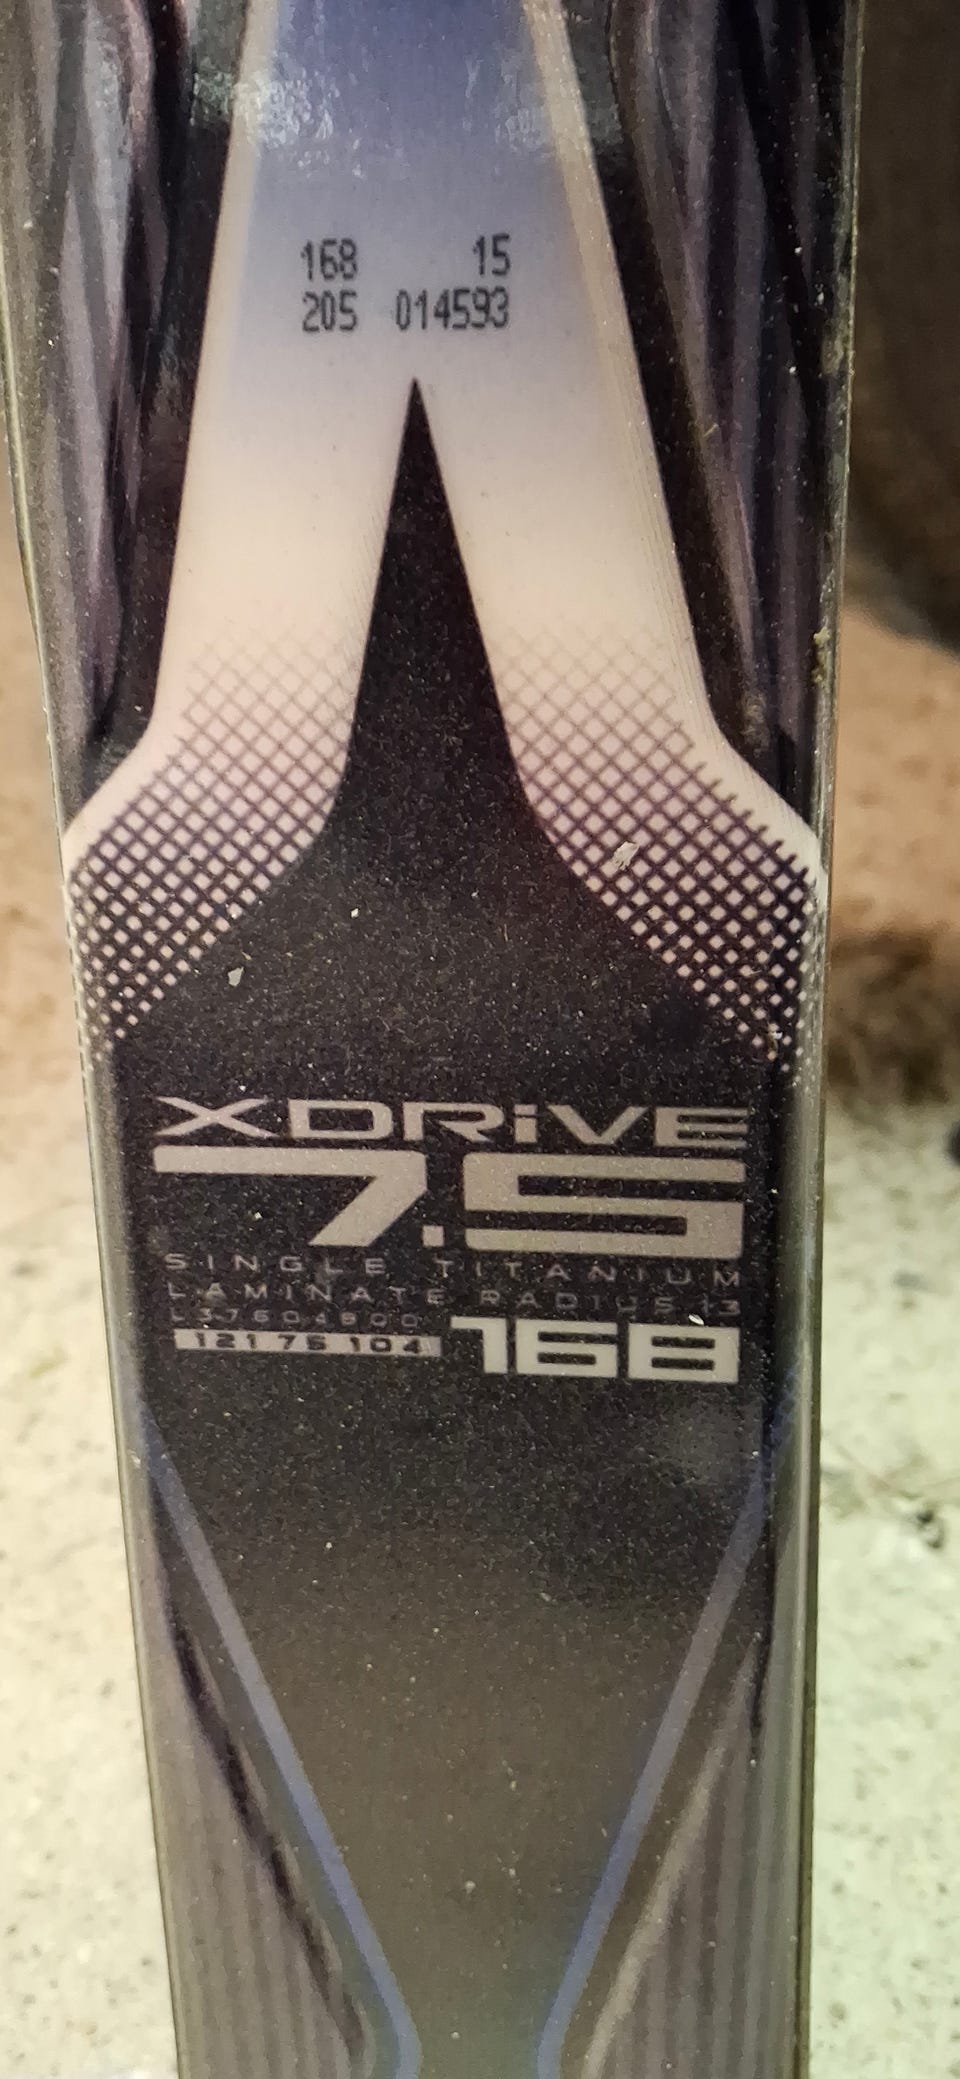 168 15
205 014593
XDRiVE
7.5
SINGLE TITANIUM
LAMINATE RADIUS 13
121 75 104
168